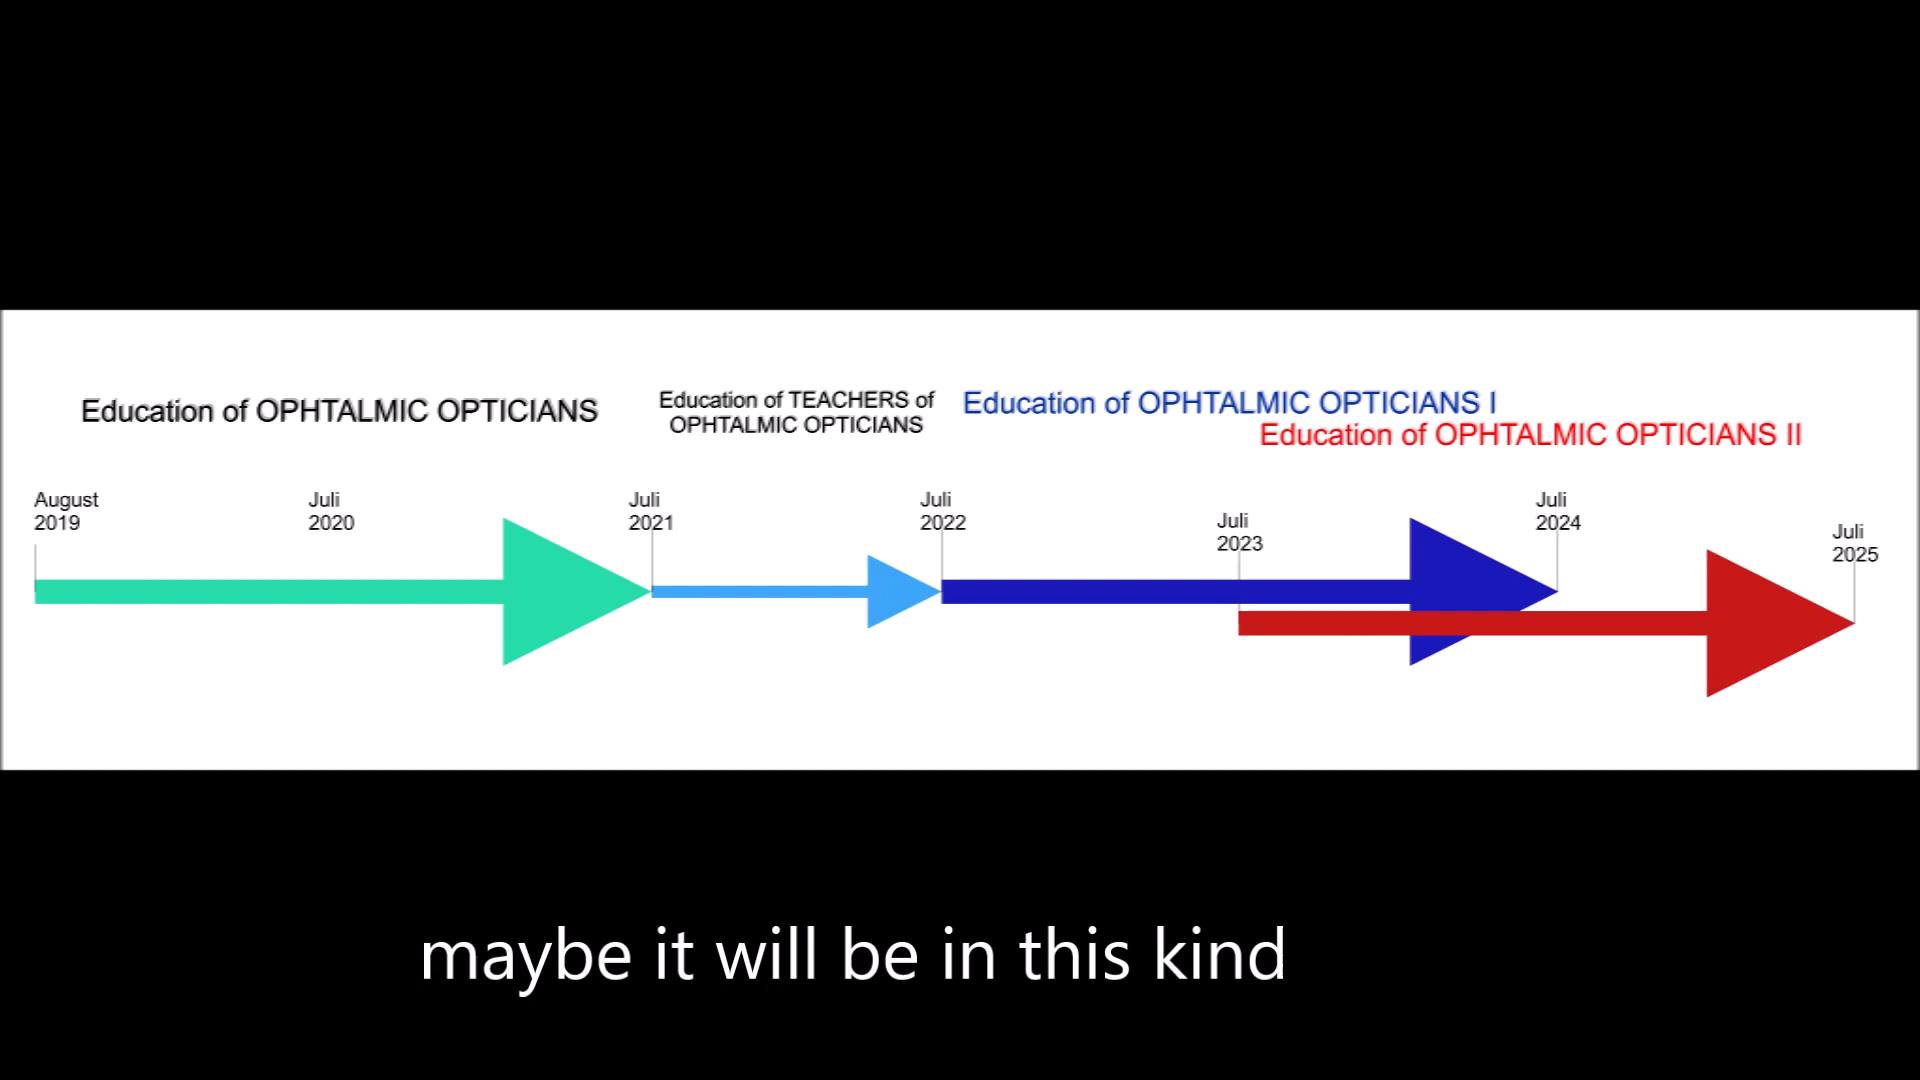 Education of OPHTALMIC OPTICIANS
Education of TEACHERS of
OPHTALMIC OPTICIANS
Education of OPHTALMIC OPTICIANS I
Education of OPHTALMIC OPTICIANS II
August
2019
Juli
2020
Juli
2021
Juli
2022
Juli
2023
Juli
2024
Juli
2025
maybe it will be in this kind